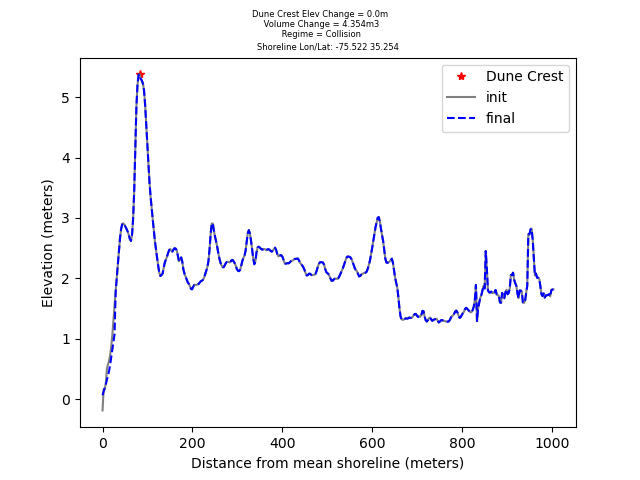 Dune Crest Elev Change = 0.0m
Volume Change = 4.354m3
Regime = Collision
Shoreline Lon/Lat: -75.522 35.254
Dune Crest
init
final
Elevation (meters)
5
4
3
2
1
0
0 200 400 600 800 1000
Distance from mean shoreline (meters)